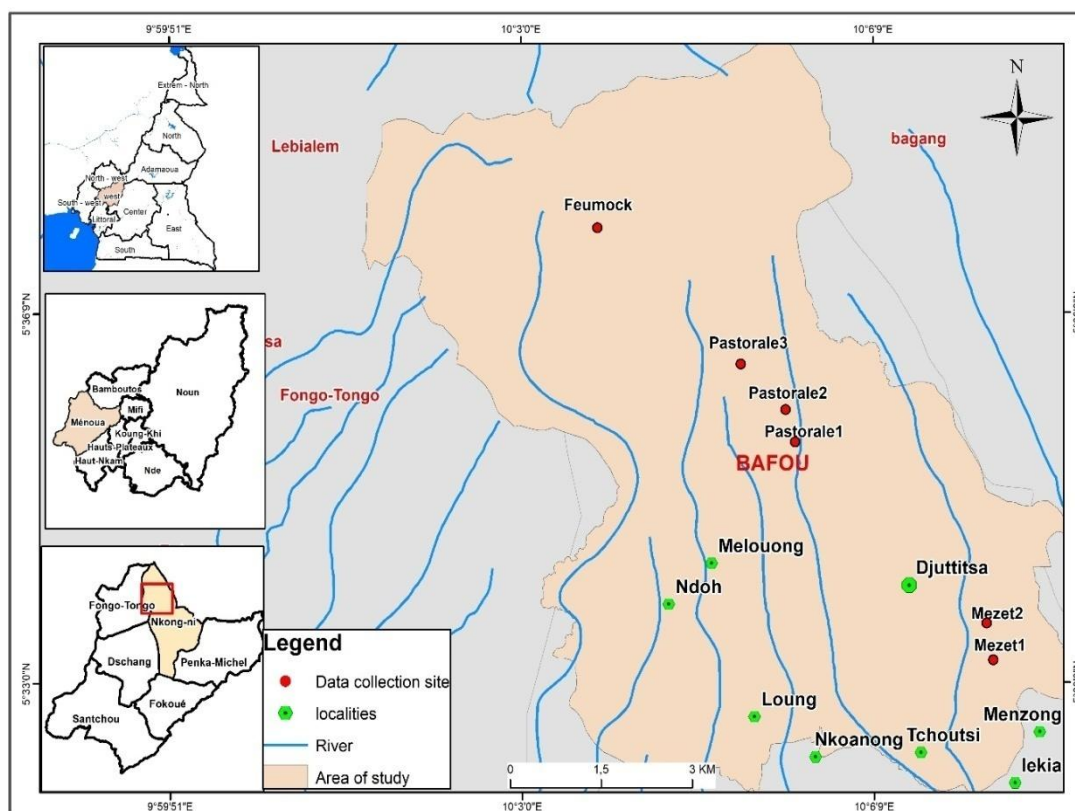 9°59'51"E
10°3'0"E
10°6'9"E
Extrem - North
North
Adamaoua
North - west
west
South - west
Littoral
Center
East
South
Lebialem
bagang
N
Feumock
5°36'9"N
sa
Fongo-Tongo
Pastorale3
Pastorale2
Pastorale1
BAFOU
Noun
Bamboutos
Mifi
Ménoua
Koung-Khi
Hauts-Plateaux
Haut-Nkam
Nde
Melouong
Ndoh
Djuttitsa
Mezet2
Mezet1
Fongo-Tongo
Nkong-ni
Dschang
Penka-Michel
Fokoué
Santchou
5°33'0"N
Legend
Data collection site
localities
River
Area of study
Loung
Nkoanong
Tchoutsi
Menzong
lekia
0 1,5 3 KM
9°59'51"E
10°3'0"E
10°6'9"E